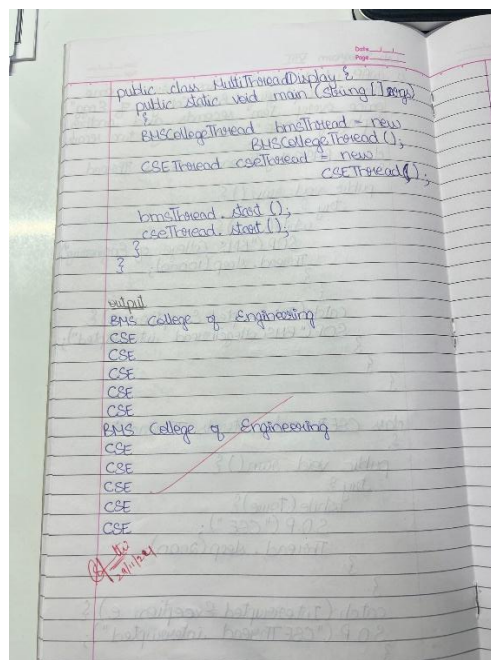 Date
Page
public class MultiThreadDisplay {
public static void main (String [] args)
{
BMSCollegeThread bmsThread = new
BMSCollegeThread ();
CSEThread cseThread = new
CSEThread();
bmsThread. start ();
cseThread. start ();
}
}
output
BMS College of Engineering
CSE
CSE
CSE
CSE
CSE
BMS College of Engineering
CSE
CSE
CSE
CSE
CSE